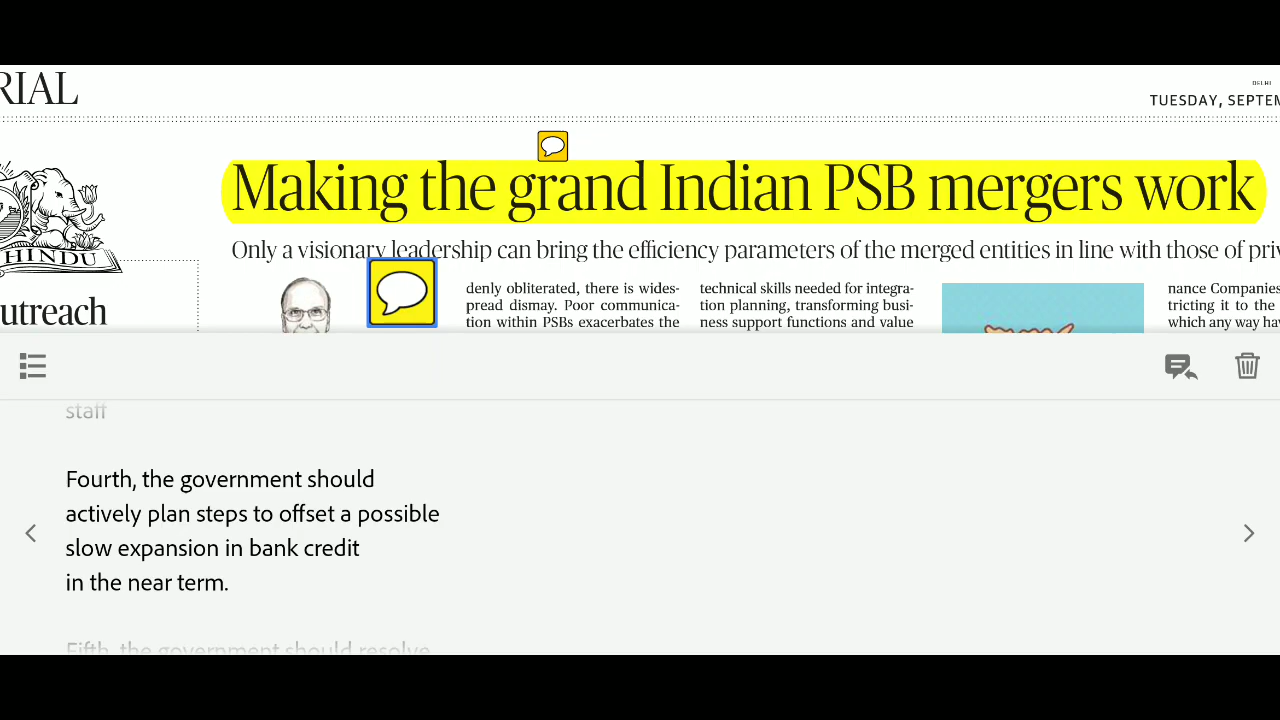 RIAL
DELHI
TUESDAY, SEPTEM
Making the grand Indian PSB mergers work
Only a visionary leadership can bring the efficiency parameters of the merged entities in line with those of priv
HINDU
utreach
denly obliterated, there is wides-
pread dismay. Poor communica-
tion within PSBs exacerbates the
technical skills needed for integra-
tion planning, transforming busi-
ness support functions and value
nance Companies
tricting it to the
which any way hav
staff
Fourth, the government should
actively plan steps to offset a possible
slow expansion in bank credit
in the near term.
Fifth, the government should resolve